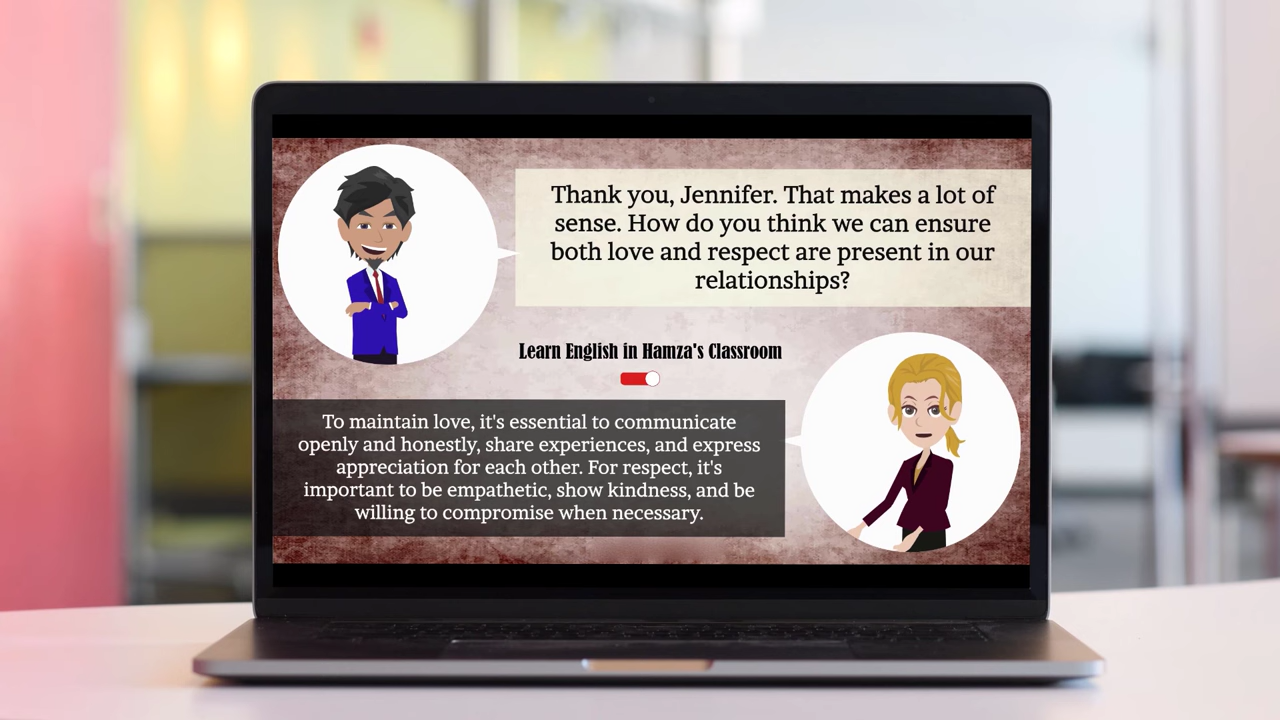 Thank you, Jennifer. That makes a lot of
sense. How do you think we can ensure
both love and respect are present in our
relationships?
Learn English in Hamza's Classroom
To maintain love, it's essential to communicate
openly and honestly, share experiences, and express
appreciation for each other. For respect, it's
important to be empathetic, show kindness, and be
willing to compromise when necessary.